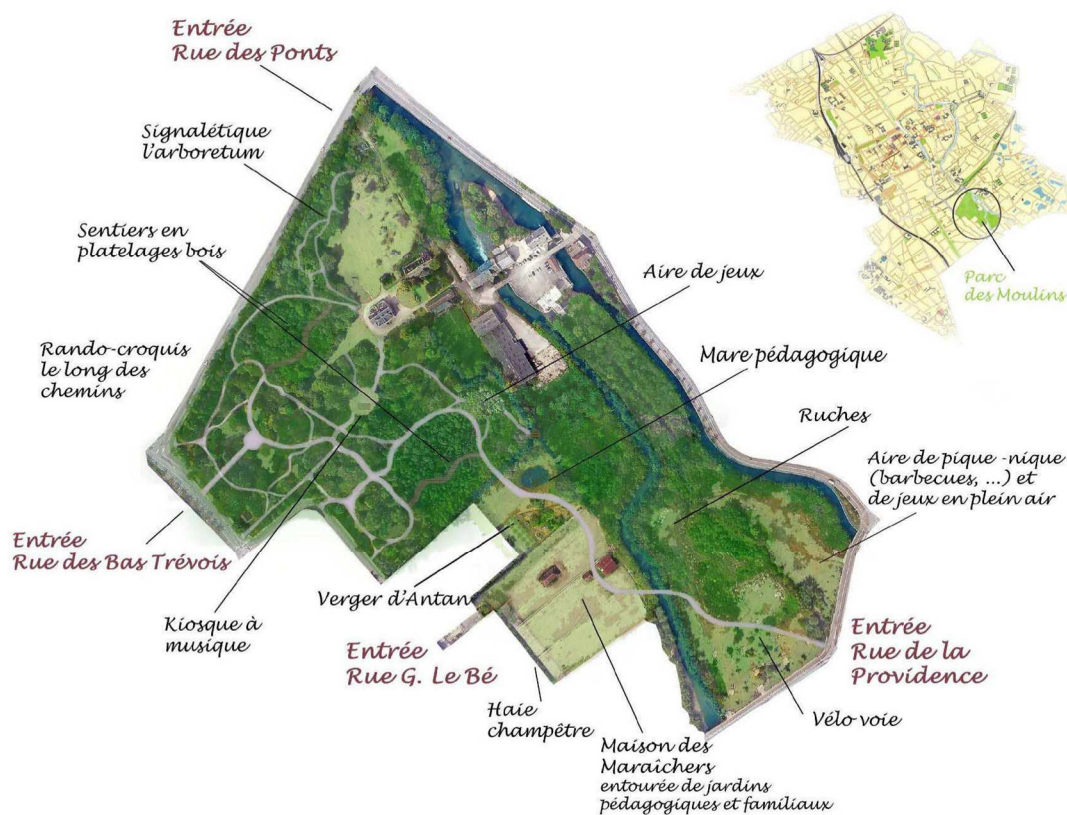 Entrée
Rue des Ponts
Signalétique
l'arboretum
Sentiers en
platelages bois
Aire de jeux
Parc
des Moulins
Rando-croquis
le long des
chemins
Mare pédagogique
Ruches
Aire de pique -nique
(barbecues, ...) et
de jeux en plein air
Entrée
Rue des Bas Trévois
Verger d'Antan
Kiosque à
musique
Entrée
Rue G. Le Bé
Entrée
Rue de la
Providence
Haie
champêtre
Vélo voie
Maison des
Maraîchers
entourée de jardins
pédagogiques et familiaux